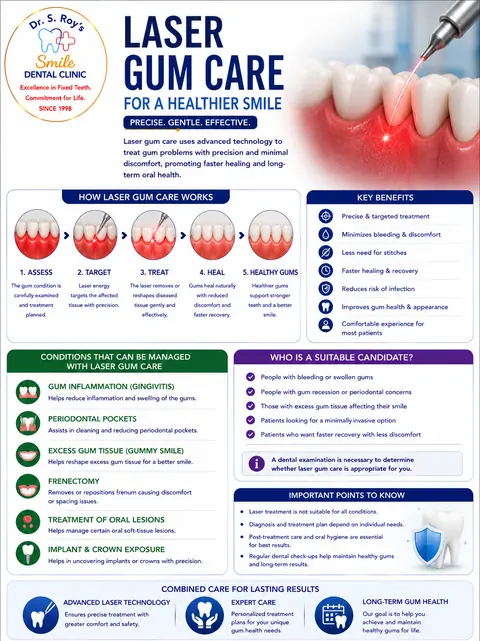 Dr. S. Roy's
Smile
DENTAL CLINIC
Excellence in Fixed Teeth.
Commitment for Life.
SINCE 1998
LASER
GUM CARE
FOR A HEALTHIER SMILE
PRECISE. GENTLE. EFFECTIVE.
Laser gum care uses advanced technology to
treat gum problems with precision and minimal
discomfort, promoting faster healing and long-
term oral health.
HOW LASER GUM CARE WORKS
1. ASSESS
The gum condition is
carefully examined
and treatment
planned.
2. TARGET
Laser energy
targets the affected
tissue with precision.
3. TREAT
The laser removes or
reshapes diseased
tissue gently and
effectively.
4. HEAL
Gums heal naturally
with reduced
discomfort and
faster recovery.
5. HEALTHY GUMS
Healthier gums
support stronger
teeth and a better
smile.
KEY BENEFITS
Precise & targeted treatment
Minimizes bleeding & discomfort
Less need for stitches
Faster healing & recovery
Reduces risk of infection
Improves gum health & appearance
Comfortable experience for
most patients
CONDITIONS THAT CAN BE MANAGED
WITH LASER GUM CARE
GUM INFLAMMATION (GINGIVITIS)
Helps reduce inflammation and swelling of the gums.
PERIODONTAL POCKETS
Assists in cleaning and reducing periodontal pockets.
EXCESS GUM TISSUE (GUMMY SMILE)
Helps reshape excess gum tissue for a better smile.
FRENECTOMY
Removes or repositions frenum causing discomfort
or spacing issues.
TREATMENT OF ORAL LESIONS
Helps manage certain oral soft-tissue lesions.
IMPLANT & CROWN EXPOSURE
Helps in uncovering implants or crowns with precision.
WHO IS A SUITABLE CANDIDATE?
People with bleeding or swollen gums
People with gum recession or periodontal concerns
Those with excess gum tissue affecting their smile
Patients looking for a minimally invasive option
Patients who want faster recovery with less discomfort
i
A dental examination is necessary to determine
whether laser gum care is appropriate for you.
IMPORTANT POINTS TO KNOW
• Laser treatment is not suitable for all conditions.
• Diagnosis and treatment plan depend on individual needs.
• Post-treatment care and oral hygiene are essential
for best results.
• Regular dental check-ups help maintain healthy gums
and long-term results.
COMBINED CARE FOR LASTING RESULTS
ADVANCED LASER TECHNOLOGY
Ensures precise treatment with
greater comfort and safety.
EXPERT CARE
Personalized treatment
plans for your unique
gum health needs.
LONG-TERM GUM HEALTH
Our goal is to help you
achieve and maintain
healthy gums for life.